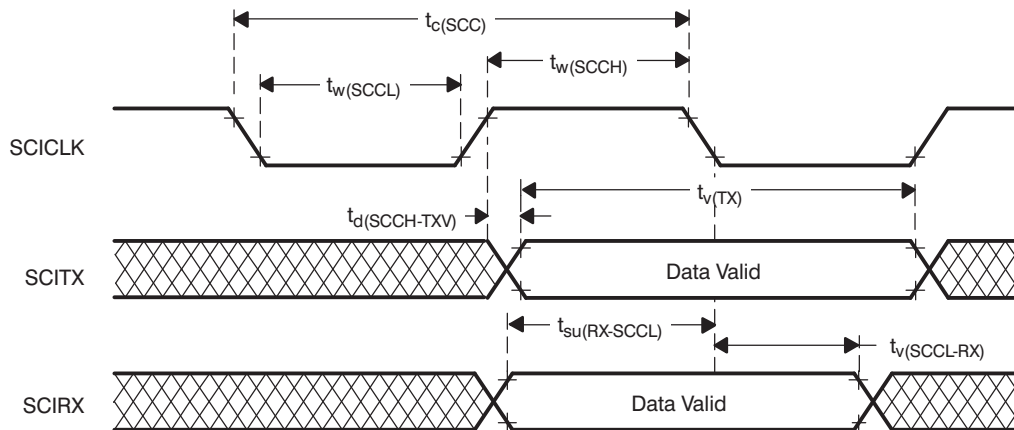 tc(SCC)
tw(SCCH)
tw(SCCL)
SCICLK
tv(TX)
td(SCCH-TXV)
SCITX
Data Valid
tsu(RX-SCCL)
tv(SCCL-RX)
SCIRX
Data Valid